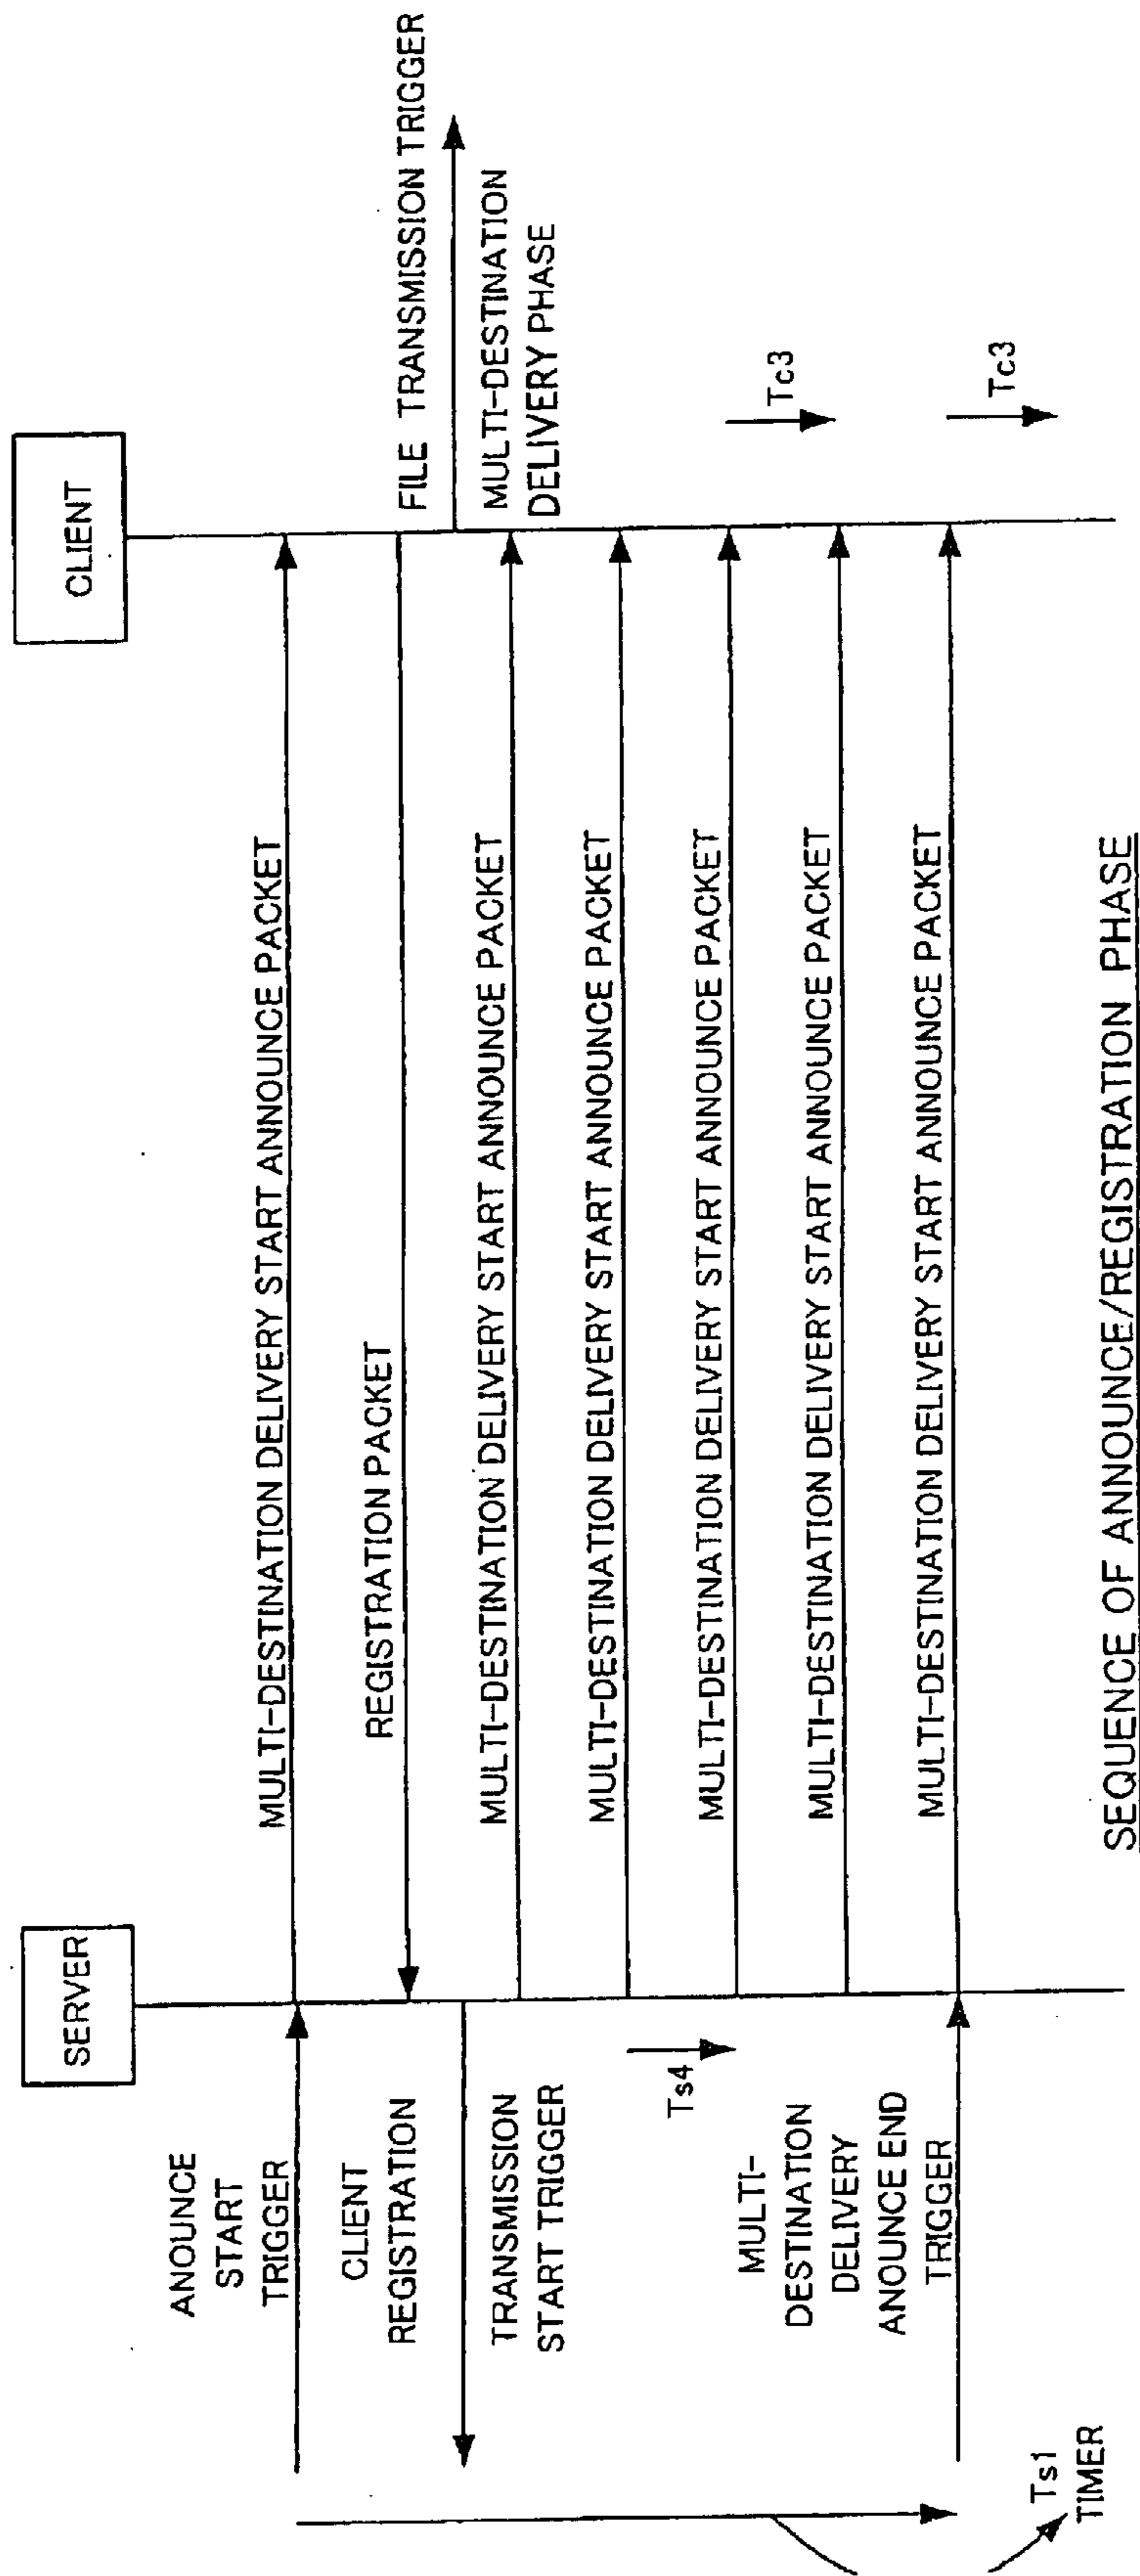 SERVER
CLIENT
ANOUNCE
START
TRIGGER
MULTI-DESTINATION DELIVERY START ANNOUNCE PACKET
CLIENT
REGISTRATION
REGISTRATION PACKET
FILE TRANSMISSION TRIGGER
TRANSMISSION
START TRIGGER
MULTI-DESTINATION DELIVERY START ANNOUNCE PACKET
MULTI-DESTINATION
DELIVERY PHASE
MULTI-DESTINATION DELIVERY START ANNOUNCE PACKET
Ts4
MULTI-DESTINATION DELIVERY START ANNOUNCE PACKET
Tc3
MULTI-
DESTINATION
DELIVERY
ANOUNCE END
TRIGGER
MULTI-DESTINATION DELIVERY START ANNOUNCE PACKET
MULTI-DESTINATION DELIVERY START ANNOUNCE PACKET
Tc3
Ts1
TIMER
SEQUENCE OF ANNOUNCE/REGISTRATION PHASE